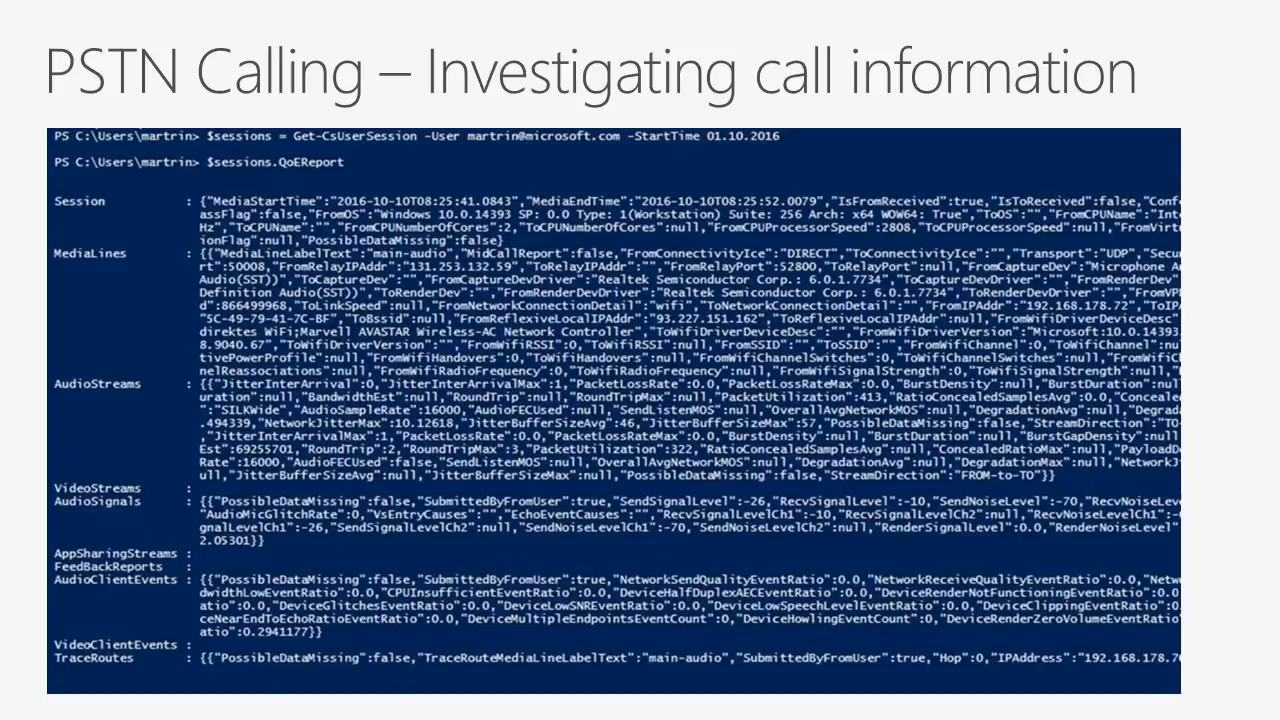 PSTN Calling – Investigating call information
PS C:\Users\martrin> $sessions = Get-CsUserSession -User martrin@microsoft.com -StartTime 01.10.2016
PS C:\Users\martrin> $sessions.QoEReport
Session : {"MediaStartTime":"2016-10-10T08:25:41.0843","MediaEndTime":"2016-10-10T08:25:52.0079","IsFromReceived":true,"IsToReceived":false,"Conf
assFlag":false,"FromOS":"Windows 10.0.14393 SP: 0.0 Type: 1(Workstation) Suite: 256 Arch: x64 WOW64: True","ToOS":"","FromCPUName":"Inte
Hz","ToCPUName":"","FromCPUNumberOfCores":2,"ToCPUNumberOfCores":null,"FromCPUProcessorSpeed":2808,"ToCPUProcessorSpeed":null,"FromVirtu
ionFlag":null,"PossibleDataMissing":false}
MediaLines : {{"MediaLineLabelText":"main-audio","MidCallReport":false,"FromConnectivityIce":"DIRECT","ToConnectivityIce":"","Transport":"UDP","Secur
rt":50008,"FromRelayIPAddr":"131.253.132.59","ToRelayIPAddr":"","FromRelayPort":52800,"ToRelayPort":null,"FromCaptureDev":"Microphone A
Audio(SST))","ToCaptureDev":"","FromCaptureDevDriver":"Realtek Semiconductor Corp.: 6.0.1.7734","ToCaptureDevDriver":"","FromRenderDev"
Definition Audio(SST))","ToRenderDev":"","FromRenderDevDriver":"Realtek Semiconductor Corp.: 6.0.1.7734","ToRenderDevDriver":"","FromVP
d":866499968,"ToLinkSpeed":null,"FromNetworkConnectionDetail":"wifi","ToNetworkConnectionDetail":"","FromIPAddr":"192.168.178.72","ToIPA
"5C-49-79-41-7C-BF","ToBssid":null,"FromReflexiveLocalIPAddr":"93.227.151.162","ToReflexiveLocalIPAddr":null,"FromWifiDriverDeviceDesc"
direktes WiFi;Marvell AVASTAR Wireless-AC Network Controller","ToWifiDriverDeviceDesc":"","FromWifiDriverVersion":"Microsoft:10.0.14393.
8.9040.67","ToWifiDriverVersion":"","FromWifiRSSI":0,"ToWifiRSSI":null,"FromSSID":"","ToSSID":"","FromWifiChannel":0,"ToWifiChannel":nul
tivePowerProfile":null,"FromWifiHandovers":0,"ToWifiHandovers":null,"FromWifiChannelSwitches":0,"ToWifiChannelSwitches":null,"FromWifiCh
nnelReassociations":null,"FromWifiRadioFrequency":0,"ToWifiRadioFrequency":null,"FromWifiSignalStrength":0,"ToWifiSignalStrength":null,"
AudioStreams : {{"JitterInterArrival":0,"JitterInterArrivalMax":1,"PacketLossRate":0.0,"PacketLossRateMax":0.0,"BurstDensity":null,"BurstDuration":nul
uration":null,"BandwidthEst":null,"RoundTrip":null,"RoundTripMax":null,"PacketUtilization":413,"RatioConcealedSamplesAvg":0.0,"Conceale
":"SILKWide","AudioSampleRate":16000,"AudioFECUsed":null,"SendListenMOS":null,"OverallAvgNetworkMOS":null,"DegradationAvg":null,"Degrada
.494339,"NetworkJitterMax":10.12618,"JitterBufferSizeAvg":46,"JitterBufferSizeMax":57,"PossibleDataMissing":false,"StreamDirection":"TO-
,"JitterInterArrivalMax":1,"PacketLossRate":0.0,"PacketLossRateMax":0.0,"BurstDensity":null,"BurstDuration":null,"BurstGapDensity":null
Est":69255701,"RoundTrip":2,"RoundTripMax":3,"PacketUtilization":322,"RatioConcealedSamplesAvg":null,"ConcealedRatioMax":null,"PayloadDe
Rate":16000,"AudioFECUsed":false,"SendListenMOS":null,"OverallAvgNetworkMOS":null,"DegradationAvg":null,"DegradationMax":null,"NetworkJi
ull,"JitterBufferSizeAvg":null,"JitterBufferSizeMax":null,"PossibleDataMissing":false,"StreamDirection":"FROM-to-TO"}}
VideoStreams :
AudioSignals : {{"PossibleDataMissing":false,"SubmittedByFromUser":true,"SendSignalLevel":-26,"RecvSignalLevel":-10,"SendNoiseLevel":-70,"RecvNoiseLeve
"AudioMicGlitchRate":0,"VsEntryCauses":"","EchoEventCauses":"","RecvSignalLevelCh1":-10,"RecvSignalLevelCh2":null,"RecvNoiseLevelCh1":-
gnalLevelCh1":-26,"SendSignalLevelCh2":null,"SendNoiseLevelCh1":-70,"SendNoiseLevelCh2":null,"RenderSignalLevel":0.0,"RenderNoiseLevel"
2.05301}}
AppSharingStreams :
FeedBackReports :
AudioClientEvents : {{"PossibleDataMissing":false,"SubmittedByFromUser":true,"NetworkSendQualityEventRatio":0.0,"NetworkReceiveQualityEventRatio":0.0,"Netw
dwidthLowEventRatio":0.0,"CPUInsufficientEventRatio":0.0,"DeviceHalfDuplexAECEventRatio":0.0,"DeviceRenderNotFunctioningEventRatio":0.0
atio":0.0,"DeviceGlitchesEventRatio":0.0,"DeviceLowSNREventRatio":0.0,"DeviceLowSpeechLevelEventRatio":0.0,"DeviceClippingEventRatio":0
ceNearEndToEchoRatioEventRatio":0.0,"DeviceMultipleEndpointsEventCount":0,"DeviceHowlingEventCount":0,"DeviceRenderZeroVolumeEventRatio"
atio":0.2941177}}
VideoClientEvents :
TraceRoutes : {{"PossibleDataMissing":false,"TraceRouteMediaLineLabelText":"main-audio","SubmittedByFromUser":true,"Hop":0,"IPAddress":"192.168.178.7